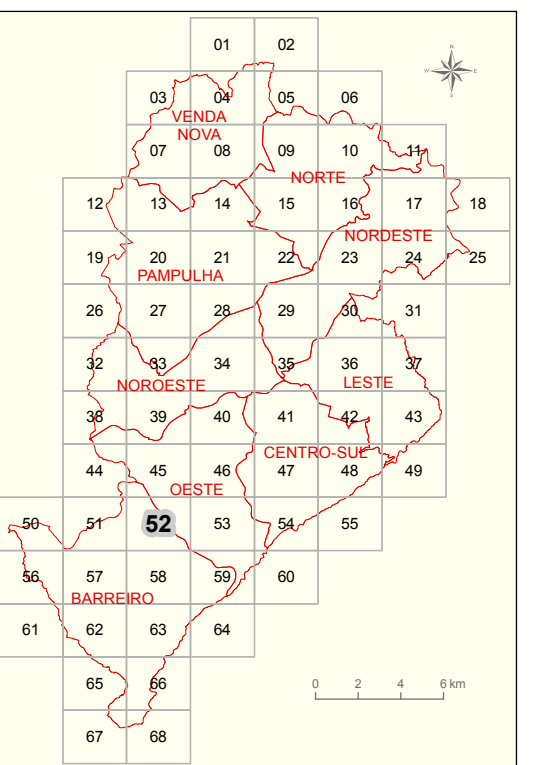 01 02
N
W E
S
03 04 05 06
VENDA
NOVA
07 08 09 10 11
NORTE
12 13 14 15 16 17 18
NORDESTE
19 20 21 22 23 24 25
PAMPULHA
26 27 28 29 30 31
32 33 34 35 36 37
NOROESTE LESTE
38 39 40 41 42 43
CENTRO-SUL
44 45 46 47 48 49
OESTE
50 51 52 53 54 55
56 57 58 59 60
BARREIRO
61 62 63 64
65 66
0 2 4 6 km
67 68